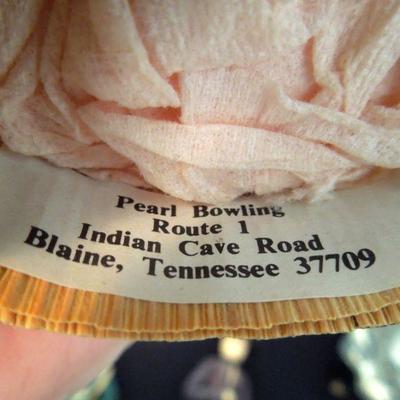 Pearl Bowling
Route 1
Indian Cave Road
Blaine, Tennessee 37709